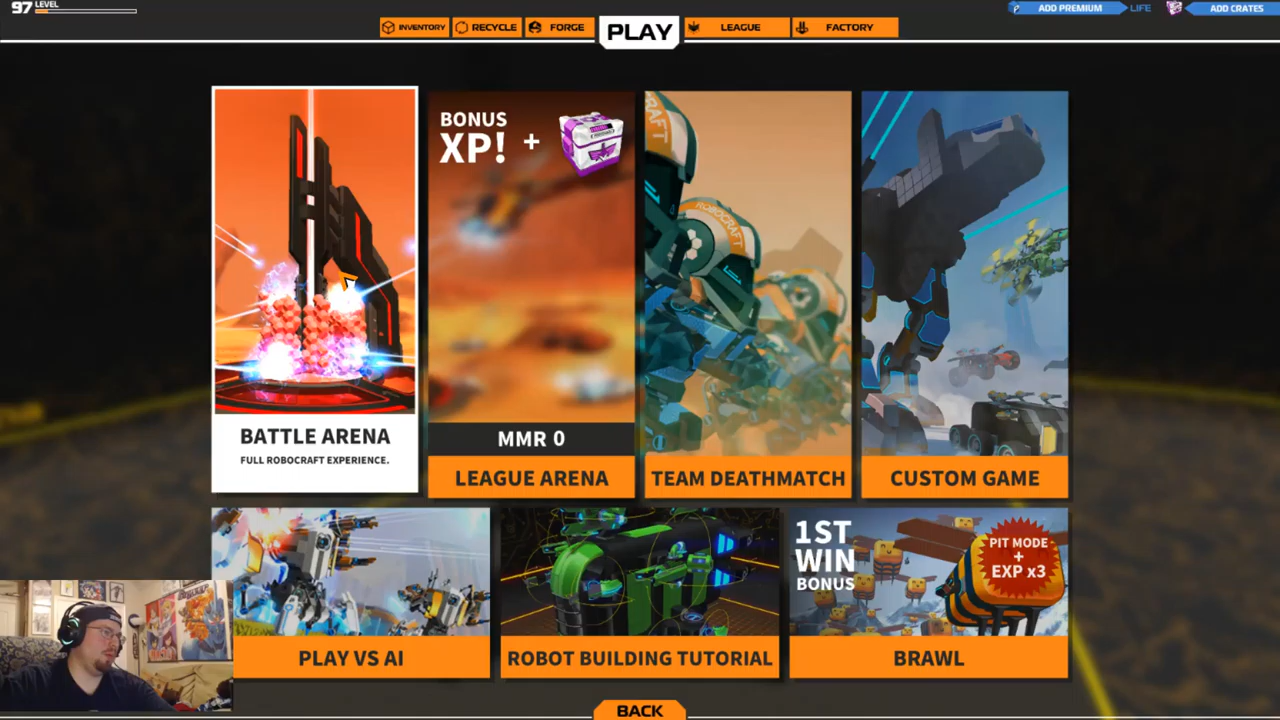 97 LEVEL
ADD PREMIUM
LIFE
ADD CRATES
INVENTORY
RECYCLE
FORGE
PLAY
LEAGUE
FACTORY
BONUS
XP! +
CRAFT
ROBOCRAFT
BATTLE ARENA
FULL ROBOCRAFT EXPERIENCE.
MMR 0
LEAGUE ARENA
TEAM DEATHMATCH
CUSTOM GAME
1ST
WIN
BONUS
PIT MODE
+
EXP x3
PLAY VS AI
ROBOT BUILDING TUTORIAL
BRAWL
BACK